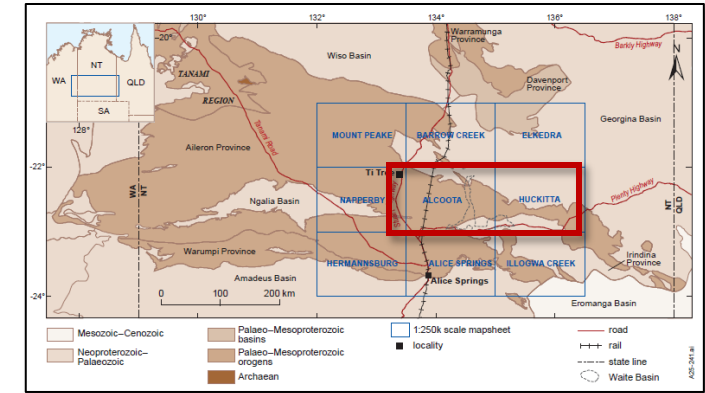 130°
132°
134°
136°
138°
-20°
NT
WA
QLD
SA
128°
TANAMI
REGION
Wiso Basin
Warramunga
Province
Davenport
Province
Barkly Highway
N
Georgina Basin
Aileron Province
Tanami Road
MOUNT PEAKE
BARROW CREEK
ELKEDRA
-22°
Ti Tree
WA
NT
Ngalia Basin
NAPPERBY
ALCOOTA
HUCKITTA
Plenty Highway
NT
QLD
Warumpi Province
HERMANNSBURG
ALICE SPRINGS
ILLOGWA CREEK
Irindina
Province
Amadeus Basin
Alice Springs
0 100 200 km
-24°
Eromanga Basin
Mesozoic–Cenozoic
Neoproterozoic–
Palaeozoic
Palaeo–Mesoproterozoic
basins
Palaeo–Mesoproterozoic
orogens
Archaean
1:250k scale mapsheet
locality
road
rail
state line
Waite Basin
A25-241.ai